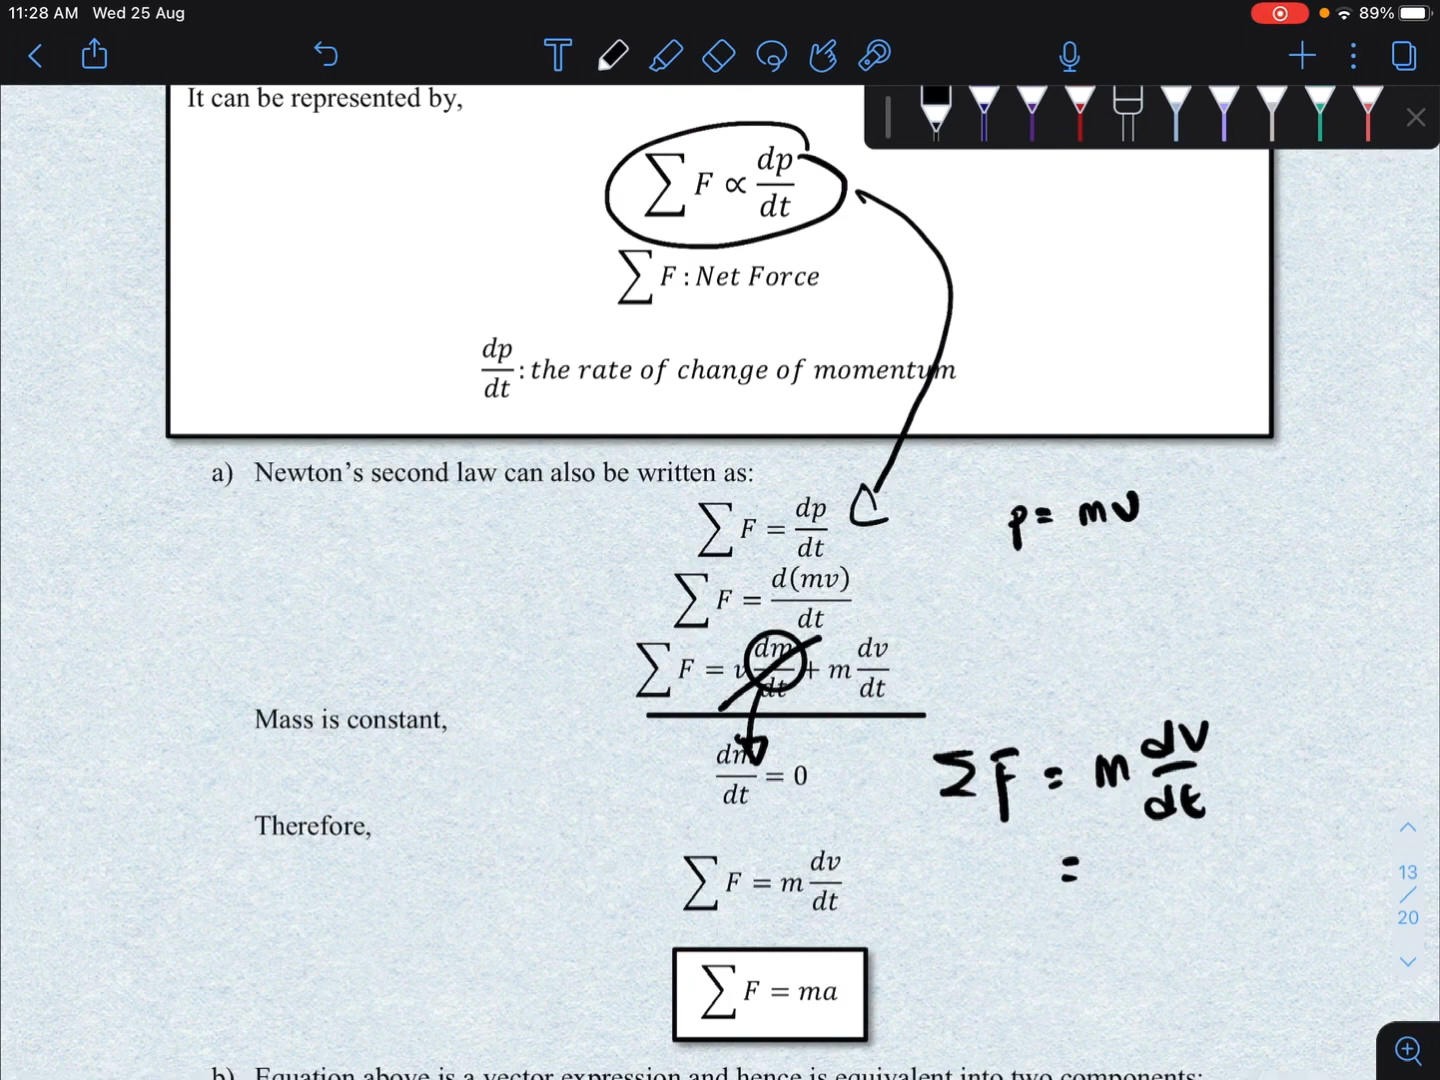 11:28 AM Wed 25 Aug
89%
It can be represented by,
∑ F ∝ dp/dt
∑ F : Net Force
dp/dt : the rate of change of momentum
a) Newton's second law can also be written as:
∑ F = dp/dt
p = mv
∑ F = d(mv)/dt
∑ F = v dm/dt + m dv/dt
Mass is constant,
dm/dt = 0
ΣF = m dv/dt
=
Therefore,
∑ F = m dv/dt
13
/
20
∑ F = ma
b) Equation above is a vector expression and hence is equivalent into two components: